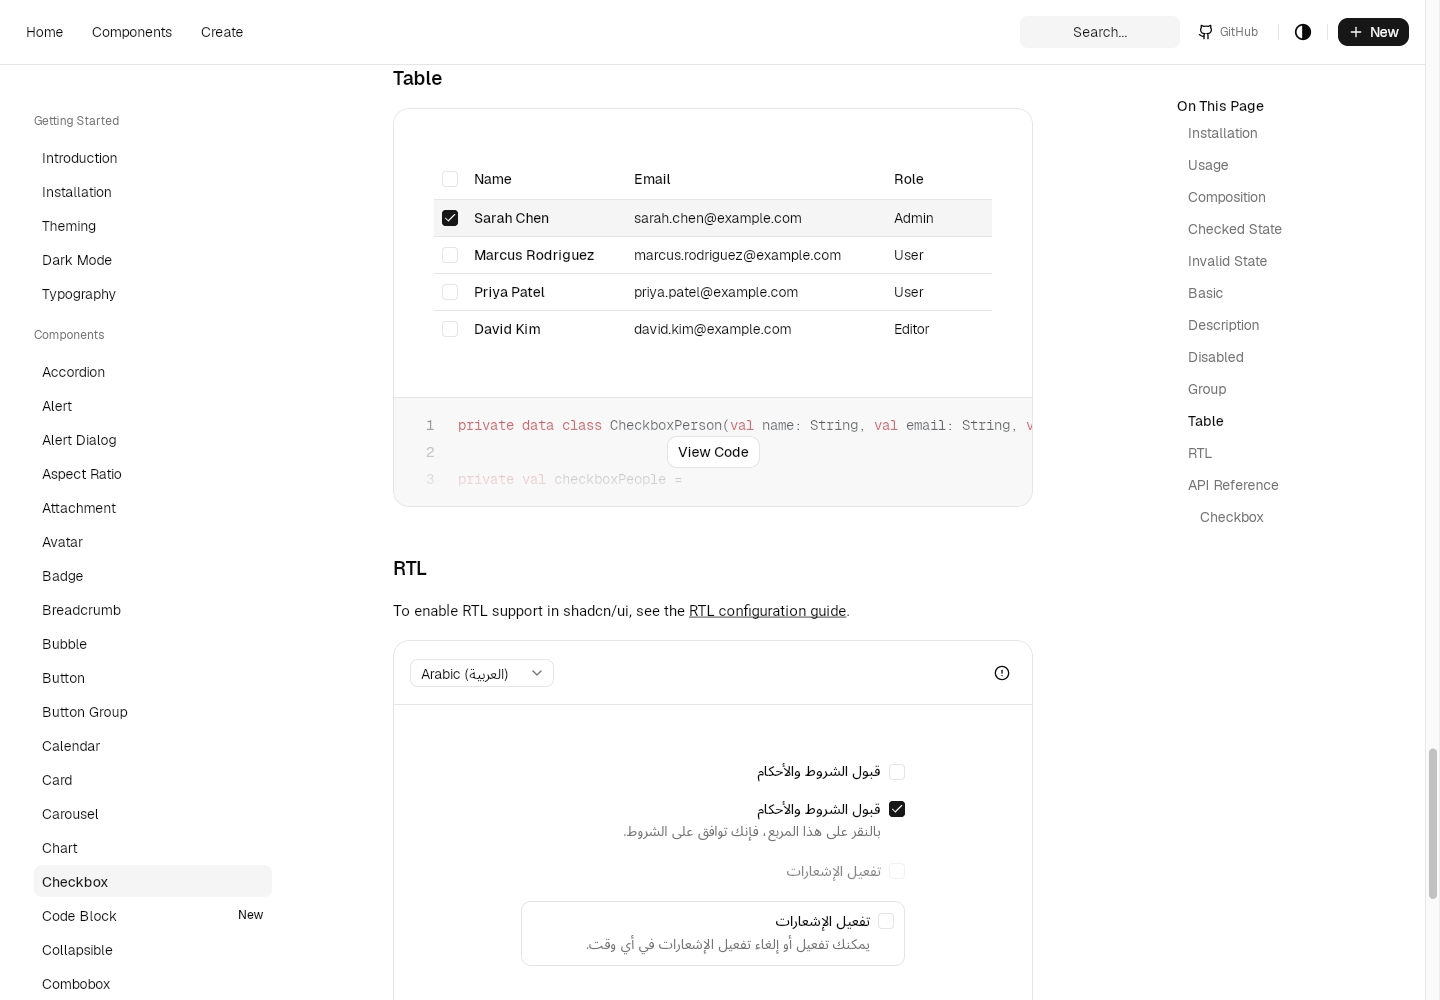 Home
Components
Create
Search...
GitHub
New
Getting Started
Introduction
Installation
Theming
Dark Mode
Typography
Components
Accordion
Alert
Alert Dialog
Aspect Ratio
Attachment
Avatar
Badge
Breadcrumb
Bubble
Button
Button Group
Calendar
Card
Carousel
Chart
Checkbox
Code Block New
Collapsible
Combobox
Table
Name Email Role
Sarah Chen sarah.chen@example.com Admin
Marcus Rodriguez marcus.rodriguez@example.com User
Priya Patel priya.patel@example.com User
David Kim david.kim@example.com Editor
1 private data class CheckboxPerson(val name: String, val email: String, v
2
View Code
3 private val checkboxPeople =
RTL
To enable RTL support in shadcn/ui, see the RTL configuration guide.
Arabic (العربية)
قبول الشروط والأحكام
قبول الشروط والأحكام
بالنقر على هذا المربع، فإنك توافق على الشروط.
تفعيل الإشعارات
تفعيل الإشعارات
يمكنك تفعيل أو إلغاء تفعيل الإشعارات في أي وقت.
On This Page
Installation
Usage
Composition
Checked State
Invalid State
Basic
Description
Disabled
Group
Table
RTL
API Reference
Checkbox